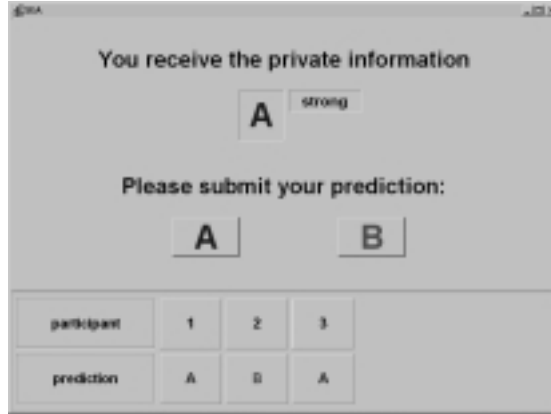 You receive the private information
A strong
Please submit your prediction:
A B
participant 1 2 3
prediction A B A